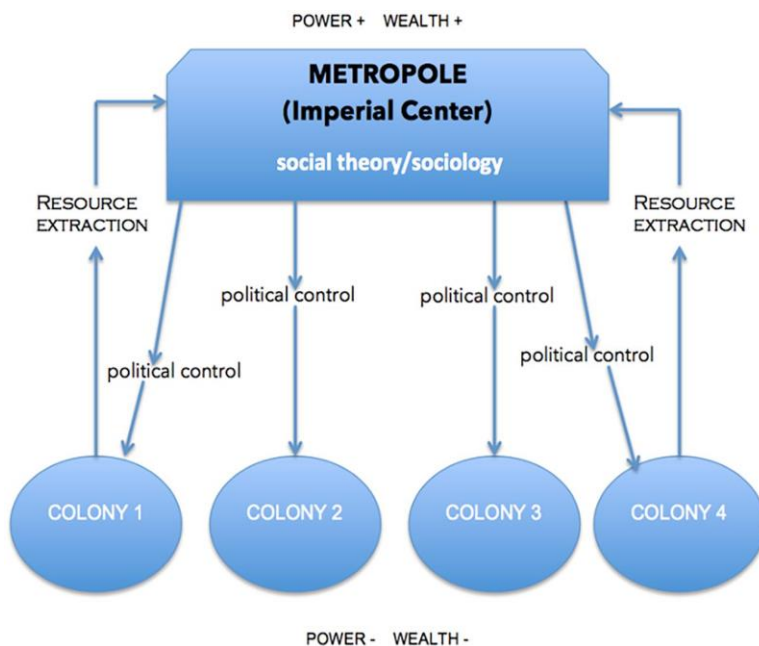 POWER + WEALTH +
METROPOLE
(Imperial Center)
social theory/sociology
RESOURCE
EXTRACTION
RESOURCE
EXTRACTION
political control
political control
political control
political control
COLONY 1
COLONY 2
COLONY 3
COLONY 4
POWER - WEALTH -